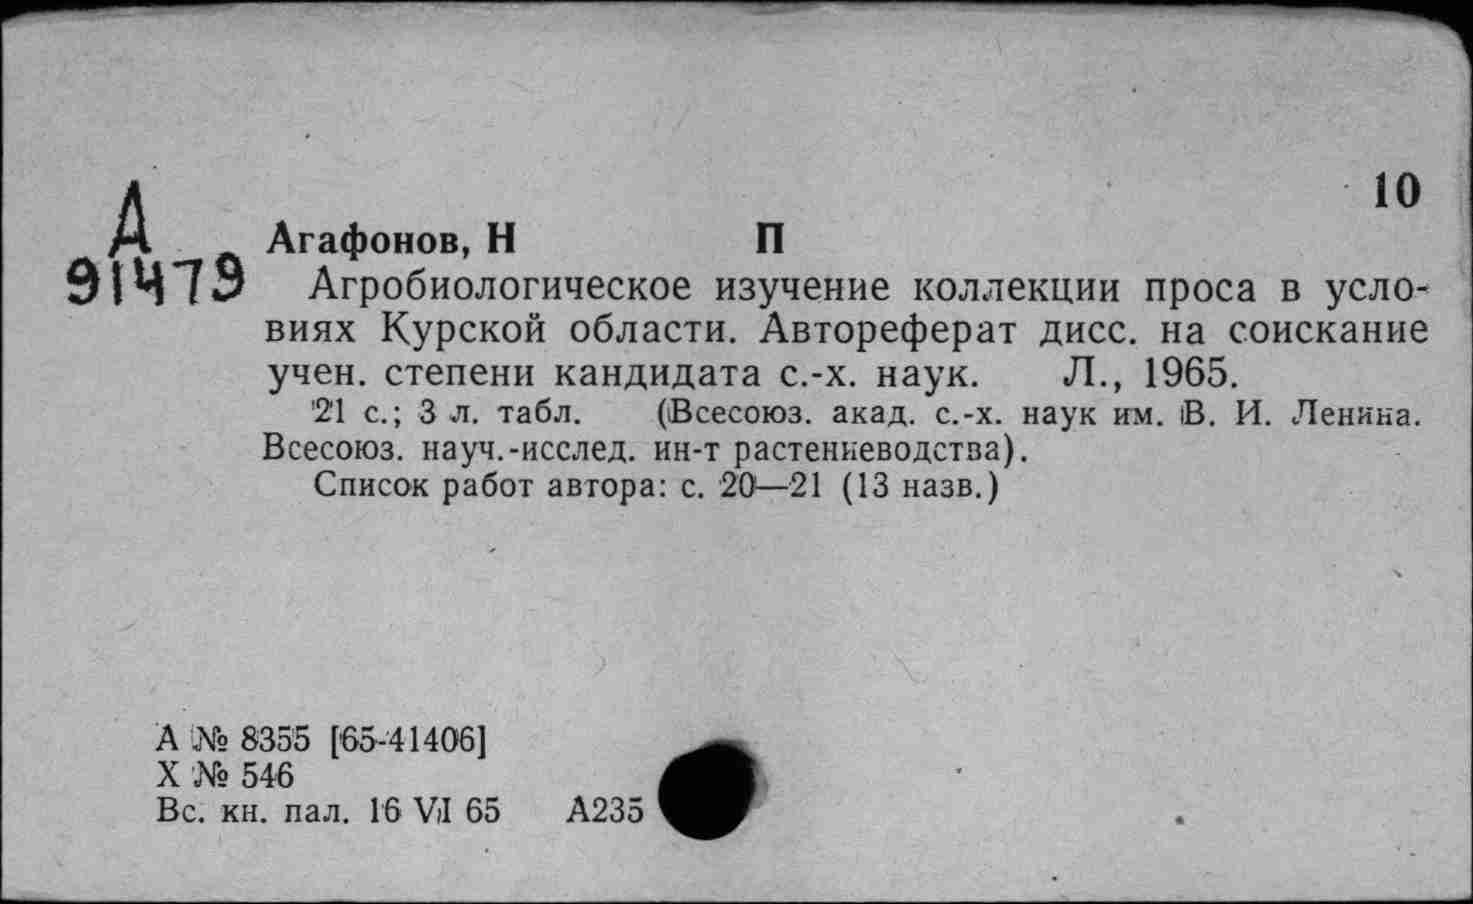 10
Д
91479
Агафонов, Н П
Агробиологическое изучение коллекции проса в усло-
виях Курской области. Автореферат дисс. на соискание
учен. степени кандидата с.-х. наук. Л., 1965.
21 с.; 3 л. табл. (Всесоюз. акад. с.-х. наук им. В. И. Ленина.
Всесоюз. науч.-исслед. ин-т растениеводства).
Список работ автора: с. 20—21 (13 назв.)
А № 8355 [65-41406]
Х № 546
Вс. кн. пал. 16 VI 65 А235